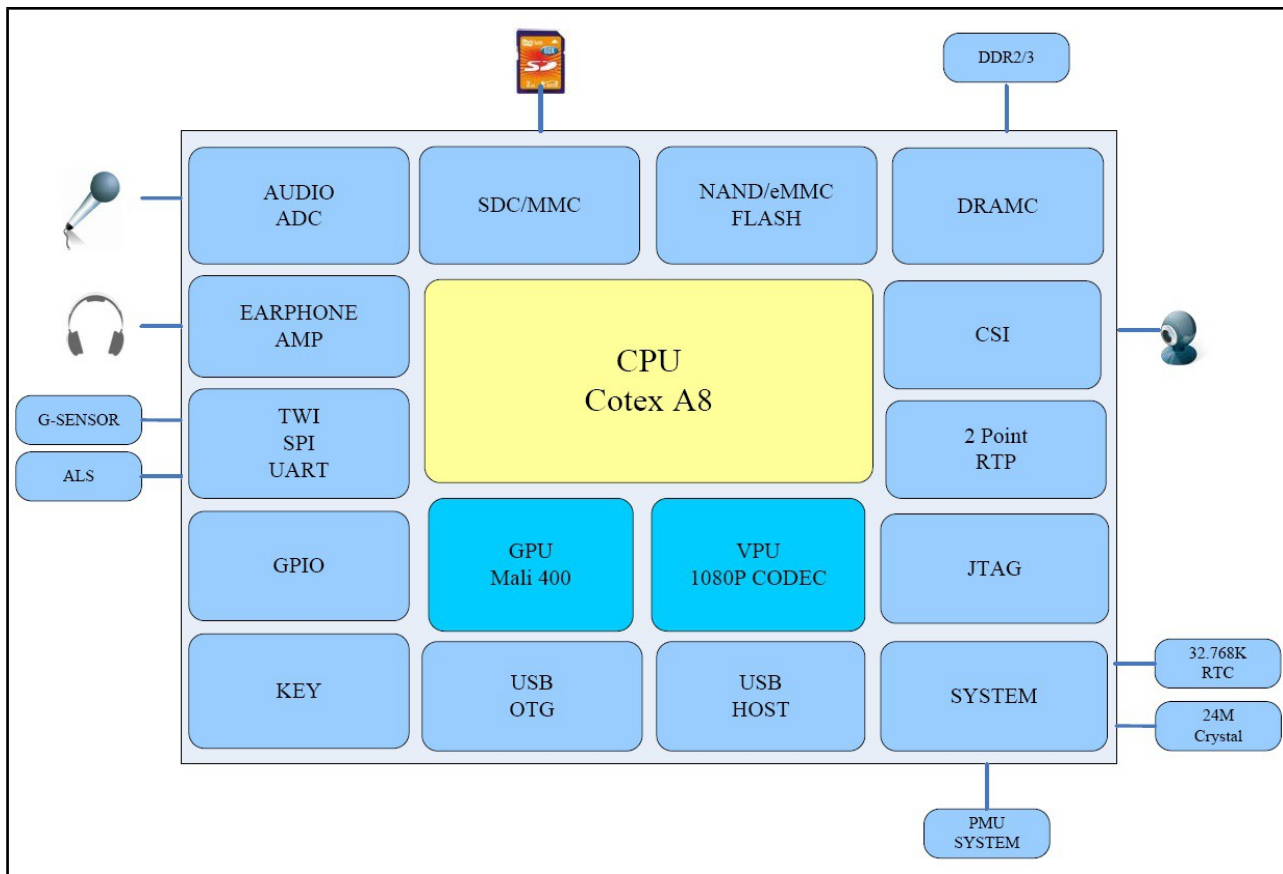 DDR2/3
AUDIO
ADC
SDC/MMC
NAND/eMMC
FLASH
DRAMC
EARPHONE
AMP
CPU
Cotex A8
CSI
G-SENSOR
ALS
TWI
SPI
UART
2 Point
RTP
GPIO
GPU
Mali 400
VPU
1080P CODEC
JTAG
KEY
USB
OTG
USB
HOST
SYSTEM
32.768K
RTC
24M
Crystal
PMU
SYSTEM